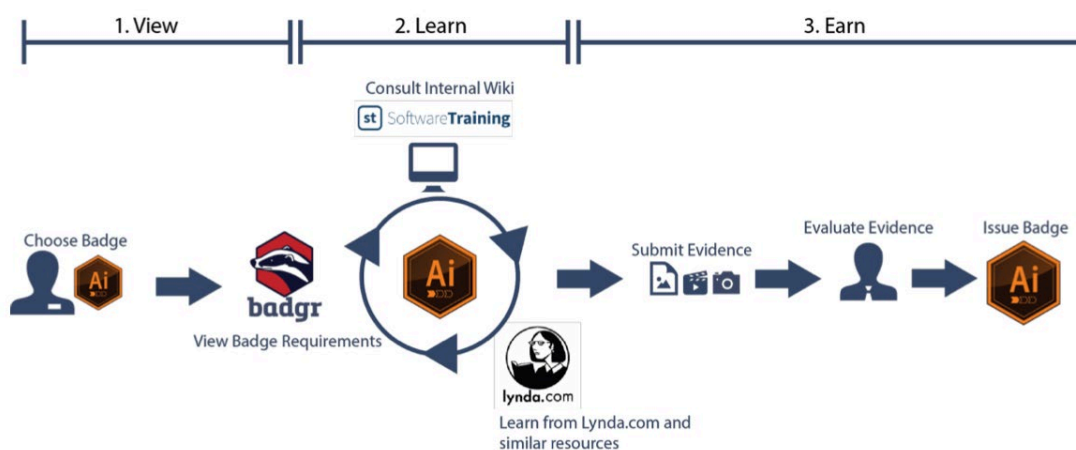 1. View
2. Learn
3. Earn
Consult Internal Wiki
st SoftwareTraining
Choose Badge
Ai
badgr
View Badge Requirements
Ai
lynda.com
Learn from Lynda.com and
similar resources
Submit Evidence
Evaluate Evidence
Issue Badge
Ai